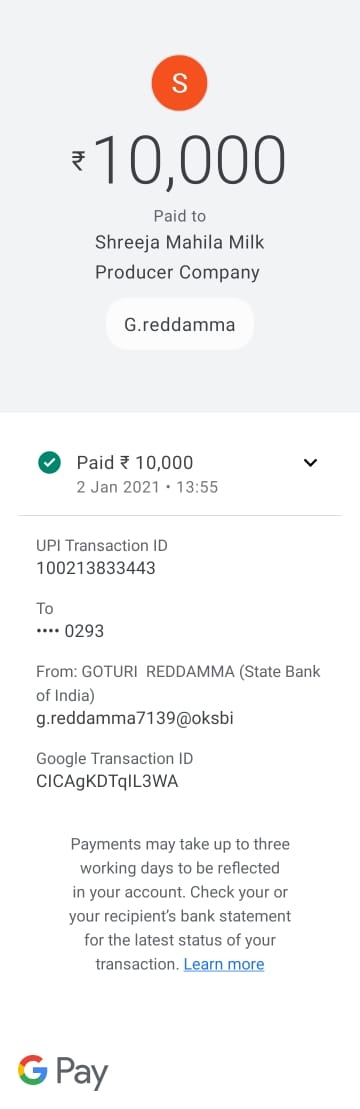 S
₹10,000
Paid to
Shreeja Mahila Milk
Producer Company
G.reddamma
Paid ₹ 10,000
2 Jan 2021 • 13:55
UPI Transaction ID
100213833443
To
•••• 0293
From: GOTURI  REDDAMMA (State Bank
of India)
g.reddamma7139@oksbi
Google Transaction ID
CICAgKDTqIL3WA
Payments may take up to three
working days to be reflected
in your account. Check your or
your recipient's bank statement
for the latest status of your
transaction. Learn more
G Pay